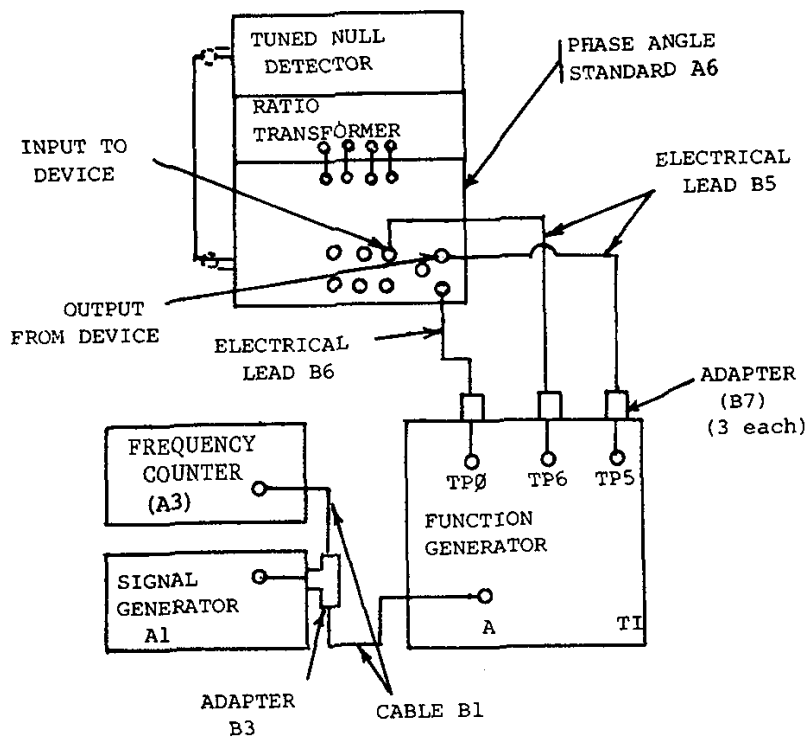 TUNED NULL
DETECTOR
PHASE ANGLE
STANDARD A6
RATIO
TRANSFORMER
INPUT TO
DEVICE
ELECTRICAL
LEAD B5
OUTPUT
FROM DEVICE
ELECTRICAL
LEAD B6
ADAPTER
(B7)
(3 each)
FREQUENCY
COUNTER
(A3)
TPØ
TP6
TP5
FUNCTION
GENERATOR
SIGNAL
GENERATOR
A1
A
TI
ADAPTER
B3
CABLE B1